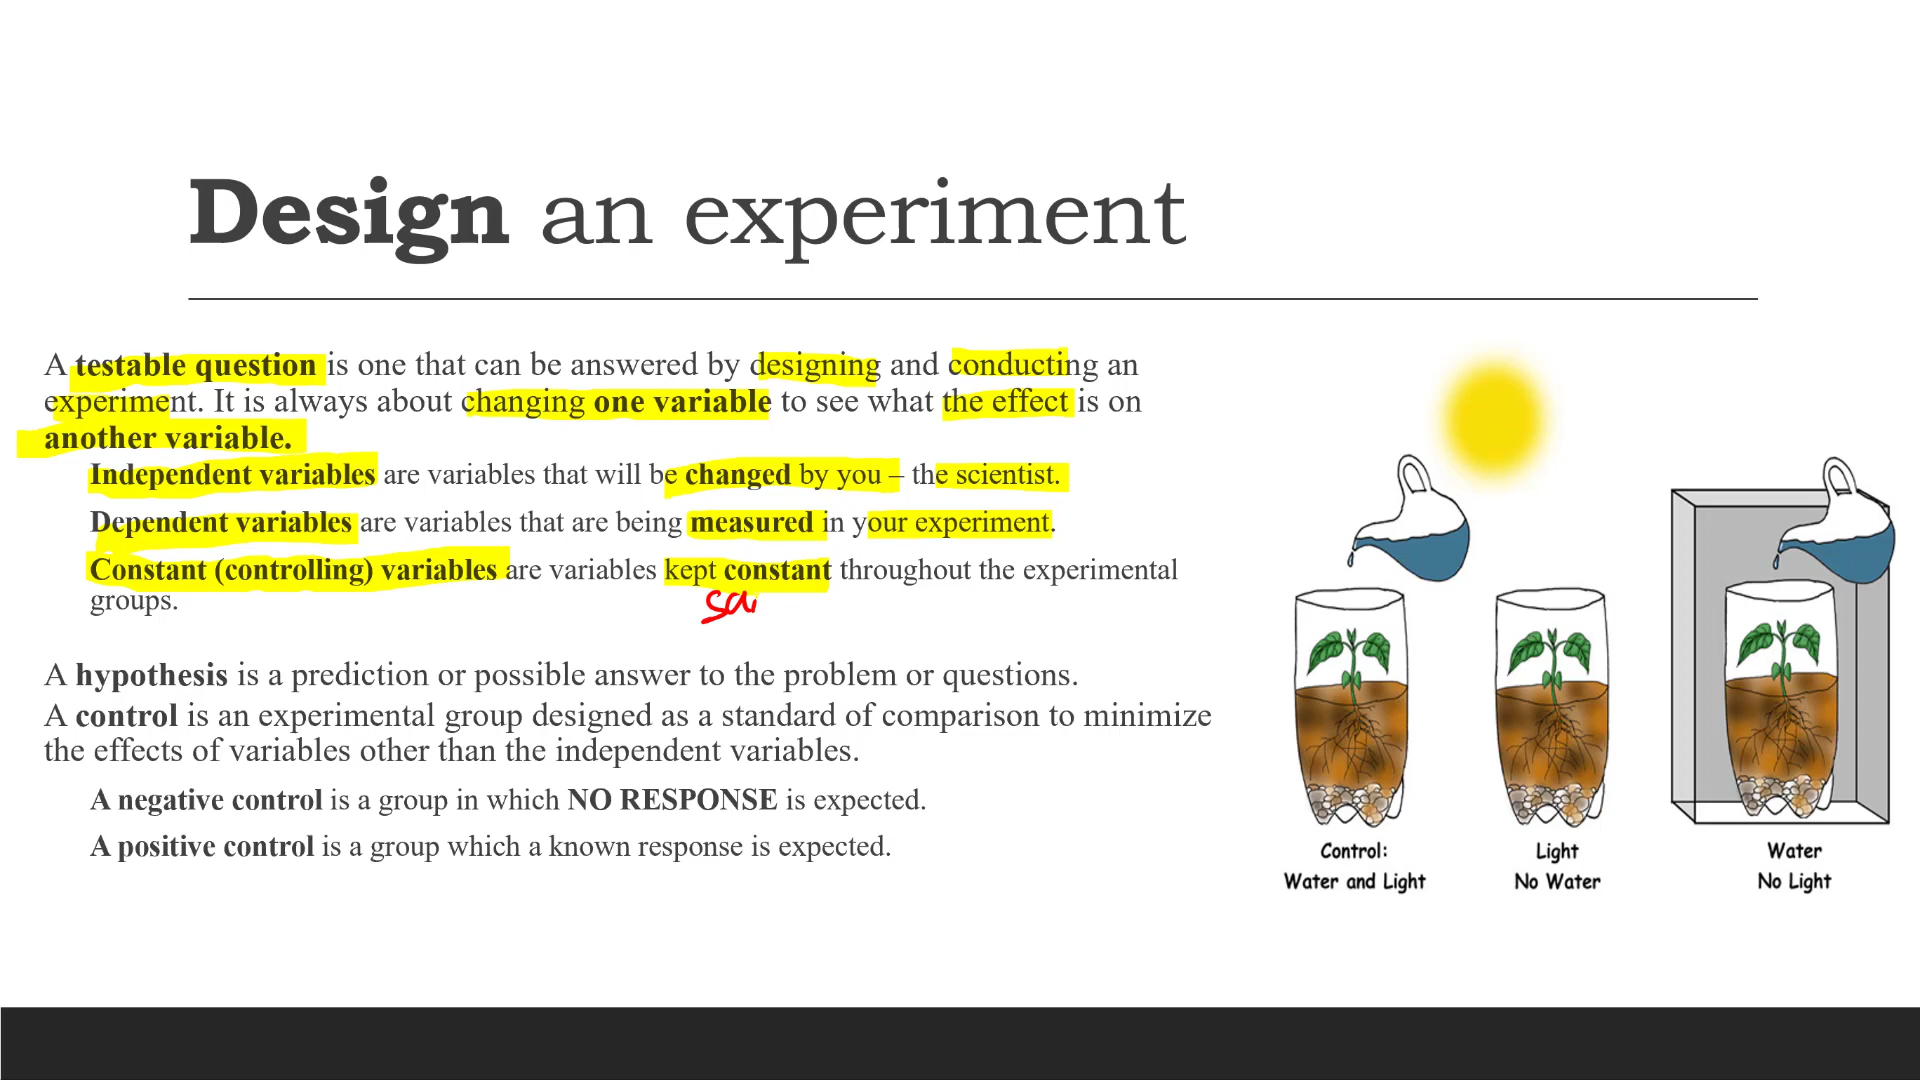 Design an experiment
A testable question is one that can be answered by designing and conducting an
experiment. It is always about changing one variable to see what the effect is on
another variable.
Independent variables are variables that will be changed by you – the scientist.
Dependent variables are variables that are being measured in your experiment.
Constant (controlling) variables are variables kept constant throughout the experimental
groups.
A hypothesis is a prediction or possible answer to the problem or questions.
A control is an experimental group designed as a standard of comparison to minimize
the effects of variables other than the independent variables.
A negative control is a group in which NO RESPONSE is expected.
A positive control is a group which a known response is expected.
Control:
Water and Light
Light
No Water
Water
No Light